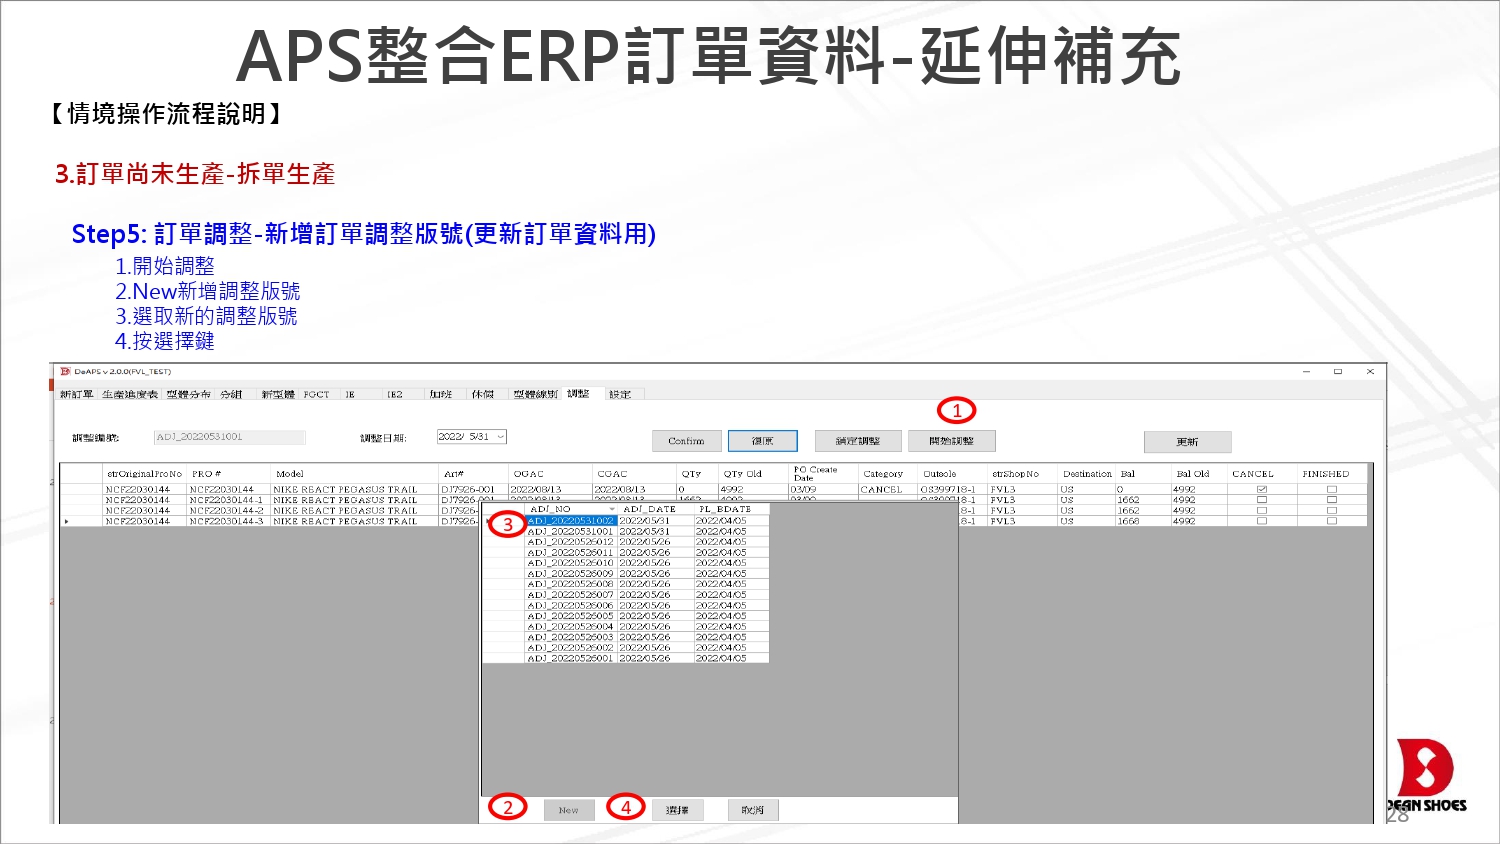 APS整合ERP訂單資料-延伸補充
【情境操作流程說明】
3.訂單尚未生產-拆單生產
Step5: 訂單調整-新增訂單調整版號(更新訂單資料用)
1.開始調整
2.New新增調整版號
3.選取新的調整版號
4.按選擇鍵
DeAPS v 2.0.0(FVL_TEST)
新訂單 生產進度表 型體分布 分組 新型體 FGCT IE IE2 加班 休假 型體線別 調整 設定
1
調整編號: ADJ_20220531001 調整日期: 2022/ 5/31 Confirm 復原 鎖定調整 開始調整 更新
strOriginalProNo PRO # Model Art# OGAC CGAC QTy QTy Old PO Create Date Category Outsole strShopNo Destination Bal Bal Old CANCEL FINISHED
NCF22030144 NCF22030144 NIKE REACT PEGASUS TRAIL DJ7926-001 2022/08/13 2022/08/13 0 4992 03/09 CANCEL OS399718-1 FVL3 US 0 4992
NCF22030144 NCF22030144-1 NIKE REACT PEGASUS TRAIL FVL3 US 1662 4992
NCF22030144 NCF22030144-2 NIKE REACT PEGASUS TRAIL DJ7926- 8-1 FVL3 US 1662 4992
NCF22030144 NCF22030144-3 NIKE REACT PEGASUS TRAIL DJ7926- 8-1 FVL3 US 1668 4992
ADJ_NO ADJ_DATE PL_BDATE
3 ADJ_20220531002 2022/05/31 2022/04/05
ADJ_20220531001 2022/05/31 2022/04/05
ADJ_20220526012 2022/05/26 2022/04/05
ADJ_20220526011 2022/05/26 2022/04/05
ADJ_20220526010 2022/05/26 2022/04/05
ADJ_20220526009 2022/05/26 2022/04/05
ADJ_20220526008 2022/05/26 2022/04/05
ADJ_20220526007 2022/05/26 2022/04/05
ADJ_20220526006 2022/05/26 2022/04/05
ADJ_20220526005 2022/05/26 2022/04/05
ADJ_20220526004 2022/05/26 2022/04/05
ADJ_20220526003 2022/05/26 2022/04/05
ADJ_20220526002 2022/05/26 2022/04/05
ADJ_20220526001 2022/05/26 2022/04/05
2 New 4 選擇 取消
DEAN SHOES
28